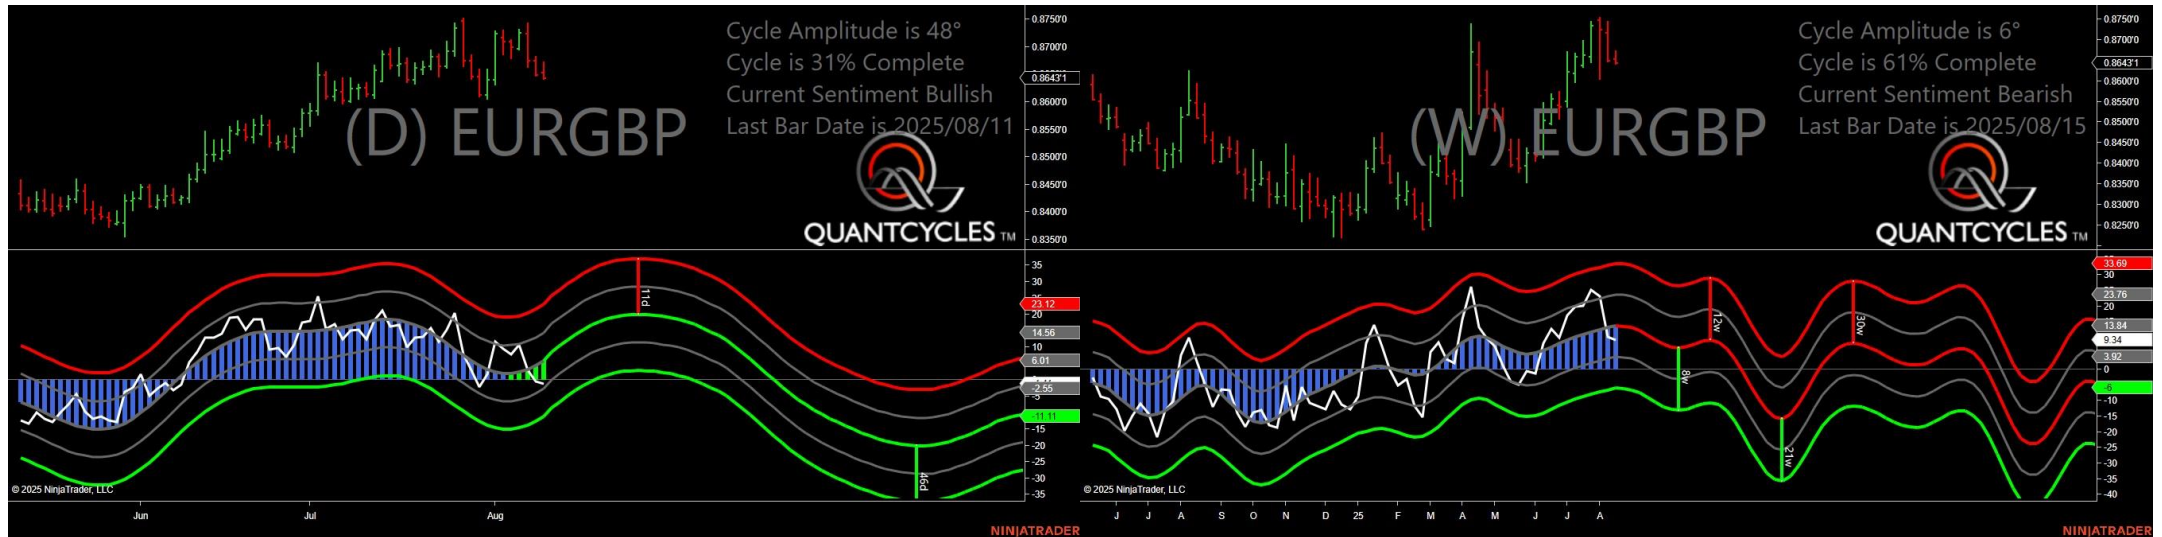 Cycle Amplitude is 48°
Cycle is 31% Complete
Current Sentiment Bullish
Last Bar Date is 2025/08/11
(D) EURGBP
QUANTCYCLES TM
0.8750'0
0.8700'0
0.8643'1
0.8600'0
0.8550'0
0.8500'0
0.8450'0
0.8400'0
0.8350'0
35
30
23.12
20
14.56
10
6.01
-2.55
-5
-11.11
-15
-20
-25
-30
-35
11d
46d
© 2025 NinjaTrader, LLC
Jun
Jul
Aug
NINJATRADER
Cycle Amplitude is 6°
Cycle is 61% Complete
Current Sentiment Bearish
Last Bar Date is 2025/08/15
(W) EURGBP
QUANTCYCLES TM
0.8750'0
0.8700'0
0.8643'1
0.8600'0
0.8550'0
0.8500'0
0.8450'0
0.8400'0
0.8350'0
0.8300'0
0.8250'0
33.69
30
23.76
20
13.84
9.34
3.92
0
-6
-10
-15
-20
-25
-30
-35
-40
12w
30w
8w
21w
© 2025 NinjaTrader, LLC
J
J
A
S
O
N
D
25
F
M
A
M
J
J
A
NINJATRADER